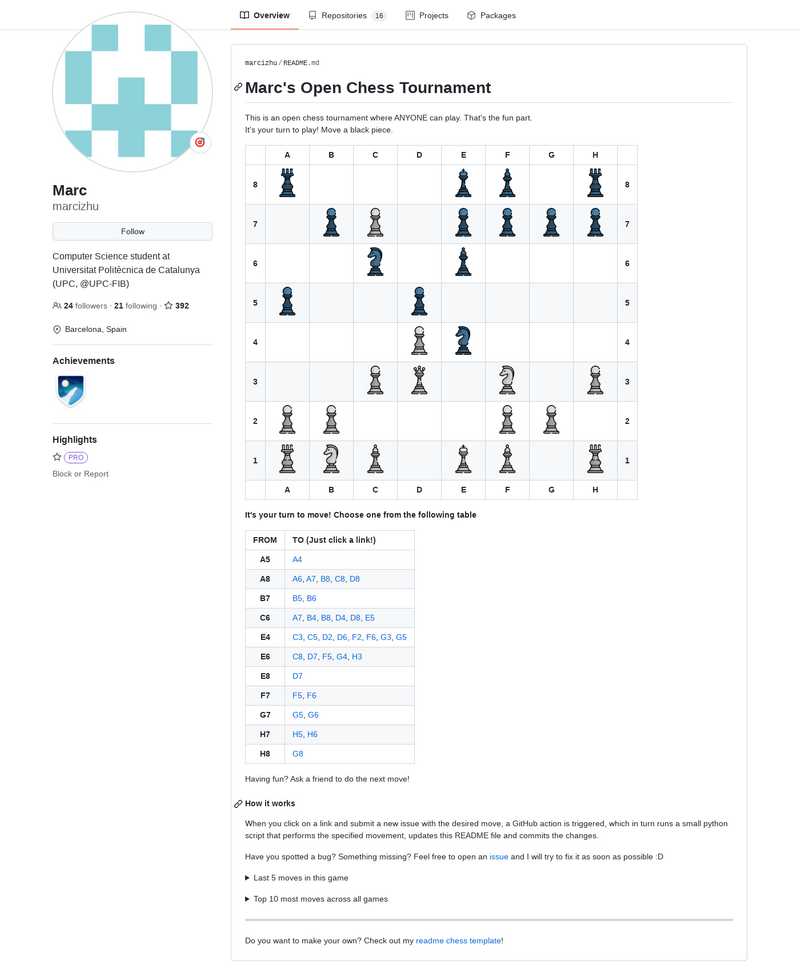 Overview Repositories 16 Projects Packages
Marc
marcizhu
Follow
Computer Science student at
Universitat Politècnica de Catalunya
(UPC, @UPC-FIB)
24 followers · 21 following · 392
Barcelona, Spain
Achievements
Highlights
PRO
Block or Report
marcizhu/README.md
Marc's Open Chess Tournament
This is an open chess tournament where ANYONE can play. That's the fun part.
It's your turn to play! Move a black piece.
A B C D E F G H
8 8
7 7
6 6
5 5
4 4
3 3
2 2
1 1
A B C D E F G H
It's your turn to move! Choose one from the following table
FROM TO (Just click a link!)
A5 A4
A8 A6, A7, B8, C8, D8
B7 B5, B6
C6 A7, B4, B8, D4, D8, E5
E4 C3, C5, D2, D6, F2, F6, G3, G5
E6 C8, D7, F5, G4, H3
E8 D7
F7 F5, F6
G7 G5, G6
H7 H5, H6
H8 G8
Having fun? Ask a friend to do the next move!
How it works
When you click on a link and submit a new issue with the desired move, a GitHub action is triggered, which in turn runs a small python
script that performs the specified movement, updates this README file and commits the changes.
Have you spotted a bug? Something missing? Feel free to open an issue and I will try to fix it as soon as possible :D
Last 5 moves in this game
Top 10 most moves across all games
Do you want to make your own? Check out my readme chess template!